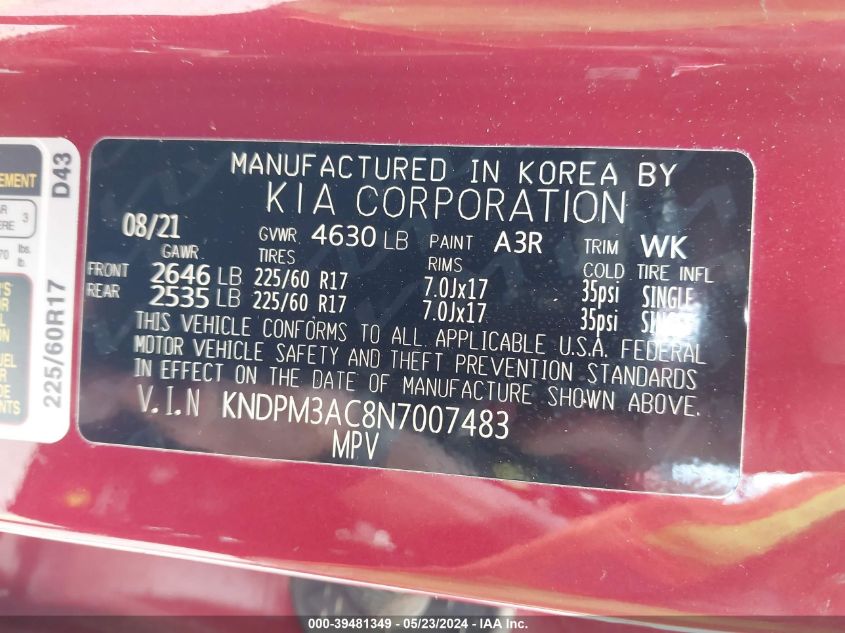 MANUFACTURED IN KOREA BY
KIA CORPORATION
08/21 GVWR 4630 LB PAINT A3R TRIM WK
GAWR TIRES RIMS COLD TIRE INFL
FRONT 2646 LB 225/60 R17 7.0Jx17 35psi SINGLE
REAR 2535 LB 225/60 R17 7.0Jx17 35psi SINGLE
THIS VEHICLE CONFORMS TO ALL APPLICABLE U.S.A. FEDERAL
MOTOR VEHICLE SAFETY AND THEFT PREVENTION STANDARDS
IN EFFECT ON THE DATE OF MANUFACTURE SHOWN ABOVE.
V.I.N KNDPM3AC8N7007483
MPV
225/60R17 D43
3
lbs.
000-39481349 / 05/23/2024 / IAA Inc.